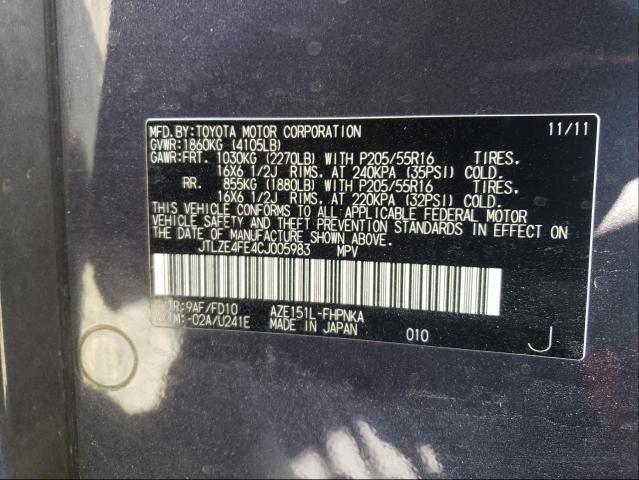 MFD.BY:TOYOTA MOTOR CORPORATION 11/11
GVWR:1860KG (4105LB)
GAWR:FRT. 1030KG (2270LB) WITH P205/55R16 TIRES.
16X6 1/2J RIMS. AT 240KPA (35PSI) COLD.
RR. 855KG (1880LB) WITH P205/55R16 TIRES.
16X6 1/2J RIMS. AT 220KPA (32PSI) COLD.
THIS VEHICLE CONFORMS TO ALL APPLICABLE FEDERAL MOTOR
VEHICLE SAFETY AND THEFT PREVENTION STANDARDS IN EFFECT ON
THE DATE OF MANUFACTURE SHOWN ABOVE.
JTLZE4FE4CJ005983 MPV
:9AF/FD10 AZE151L-FHPNKA
:-02A/U241E MADE IN JAPAN 010 J